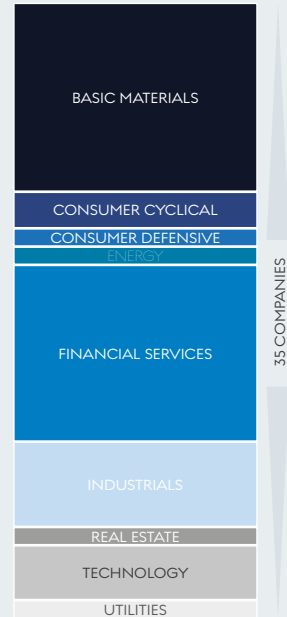 BASIC MATERIALS
CONSUMER CYCLICAL
CONSUMER DEFENSIVE
ENERGY
FINANCIAL SERVICES
INDUSTRIALS
REAL ESTATE
TECHNOLOGY
UTILITIES
35 COMPANIES